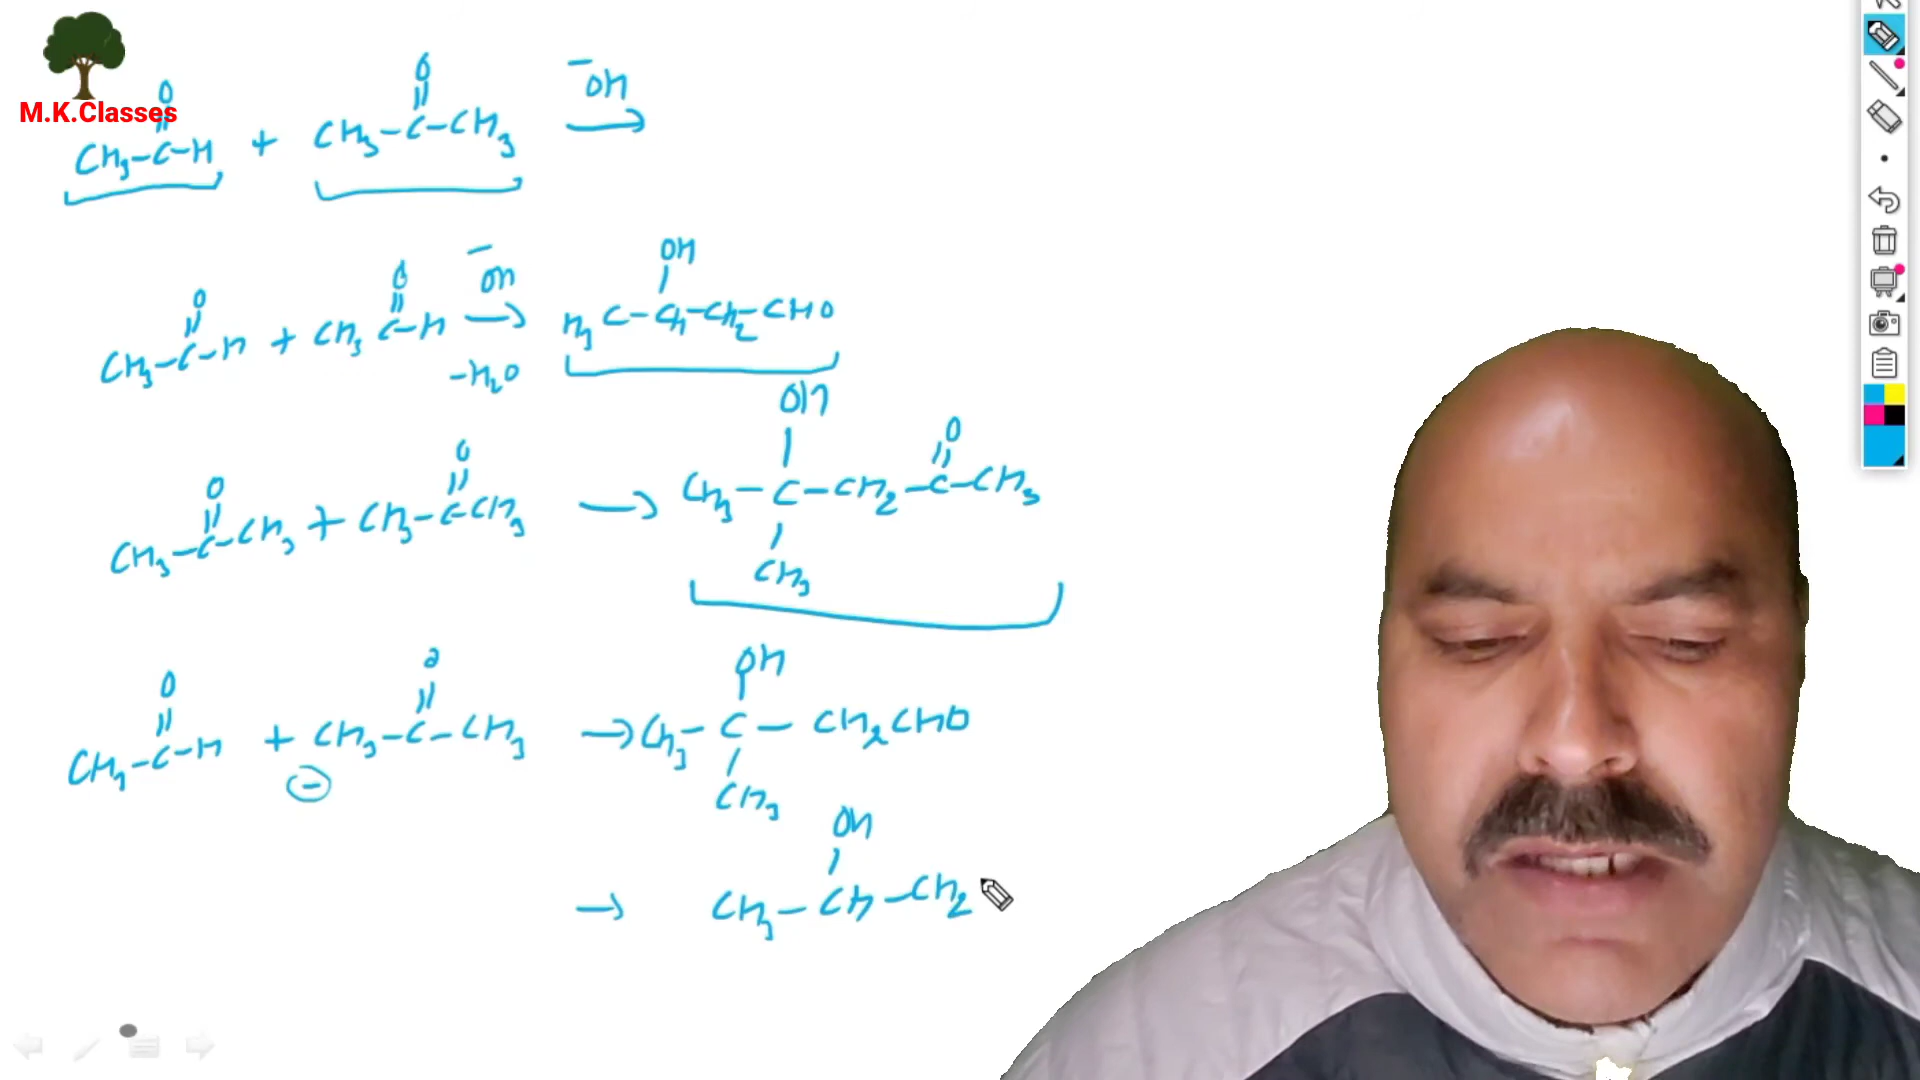 M.K.Classes
O
||
CH3-C-H + CH3-C-CH3 ⁻OH →
O
||
CH3-C-H + CH3 C-H ⁻OH → -H2O H3C-CH-CH2-CHO
O
||
O
||
OH
|
CH3-C-CH3 + CH3-C-CH3 → CH3-C-CH2-C-CH3
O
||
O
||
OH
|
CH3
|
O
||
CH3-C-H + CH3-C-CH3 → CH3-C-CH2CHO
O
||
O
||
⊖
OH
|
CH3
|
→ CH3-CH-CH2
OH
|